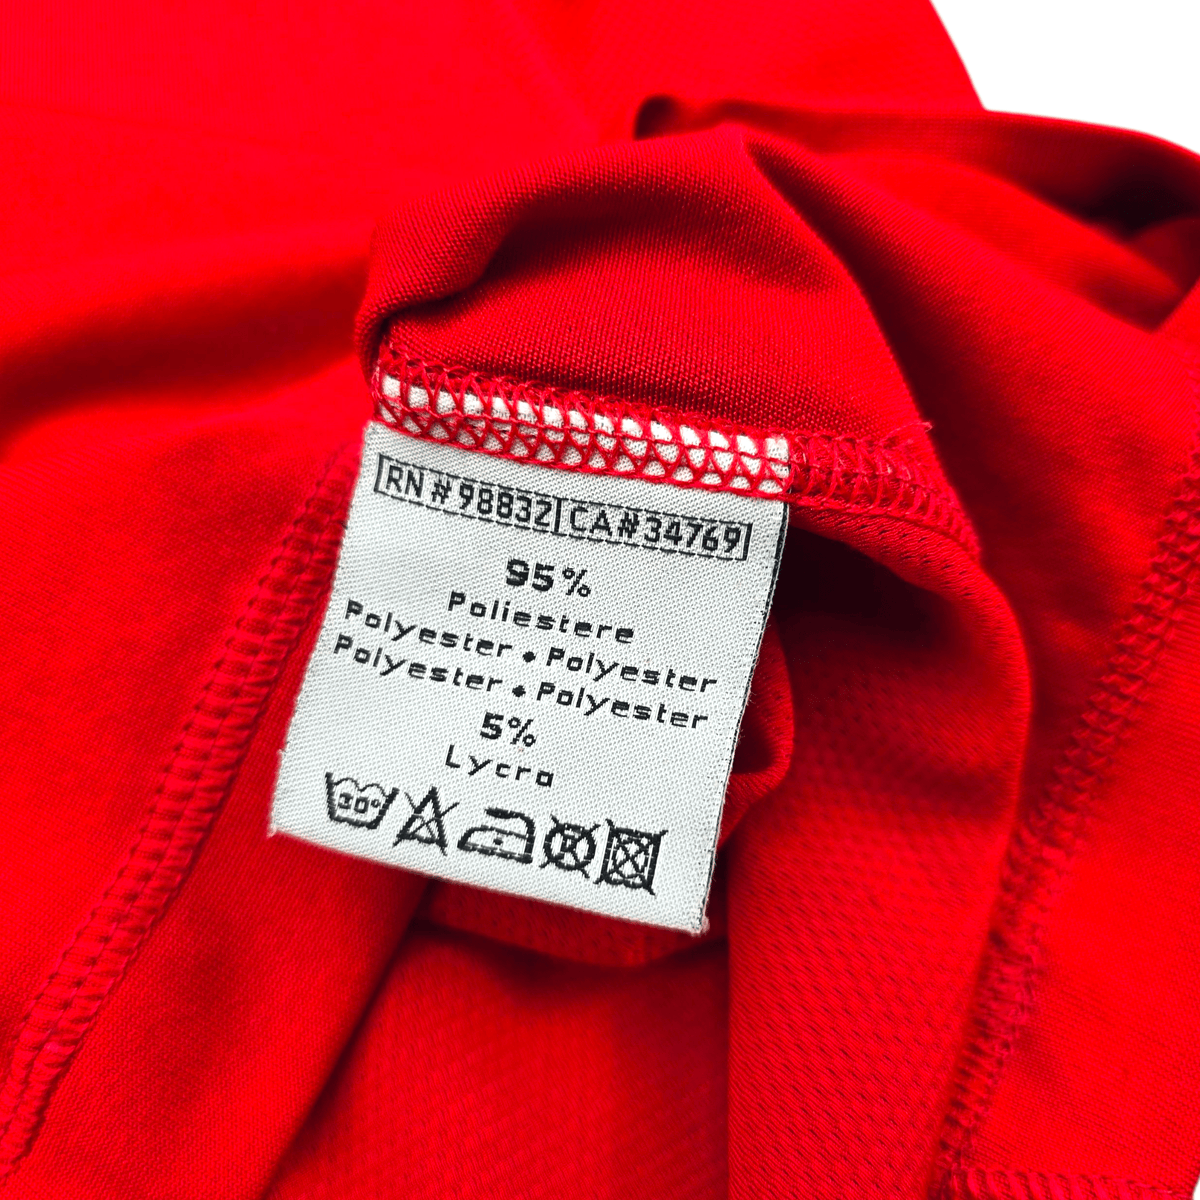 RN #98832 CA#34769
95%
Poliestere
Polyester • Polyester
Polyester • Polyester
5%
Lycra
30°